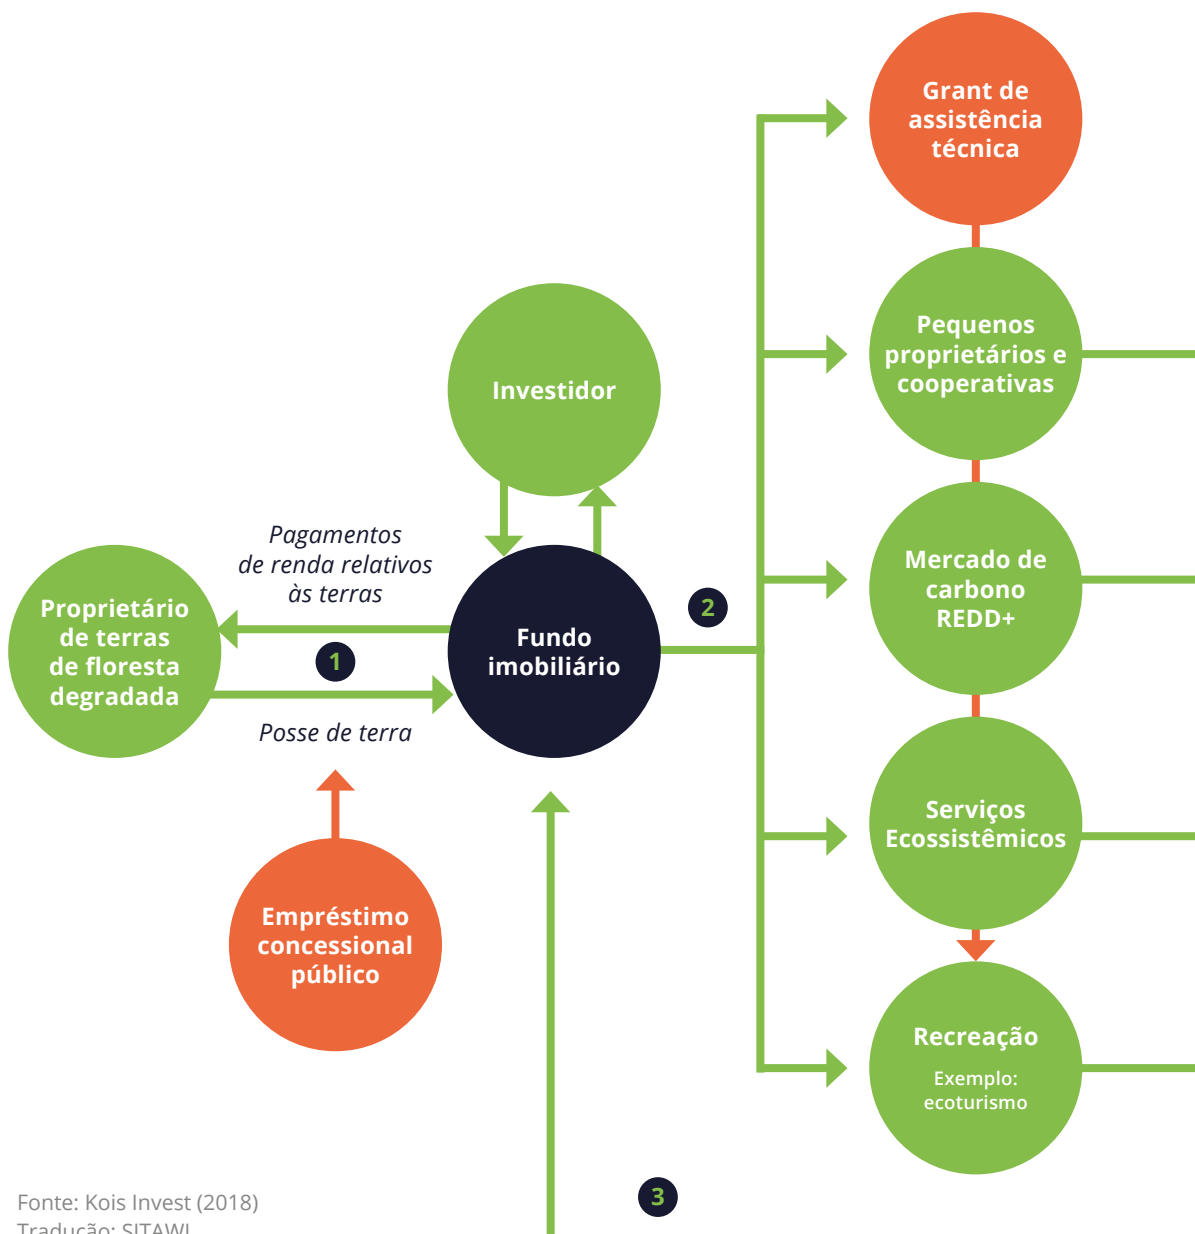 Grant de
assistência
técnica
Pequenos
proprietários e
cooperativas
Investidor
Pagamentos
de renda relativos
às terras
Mercado de
carbono
REDD+
Proprietário
de terras
de floresta
degradada
1
Fundo
imobiliário
2
Posse de terra
Serviços
Ecossistêmicos
Empréstimo
concessional
público
Recreação
Exemplo:
ecoturismo
3
Fonte: Kois Invest (2018)
Tradução: SITAWI